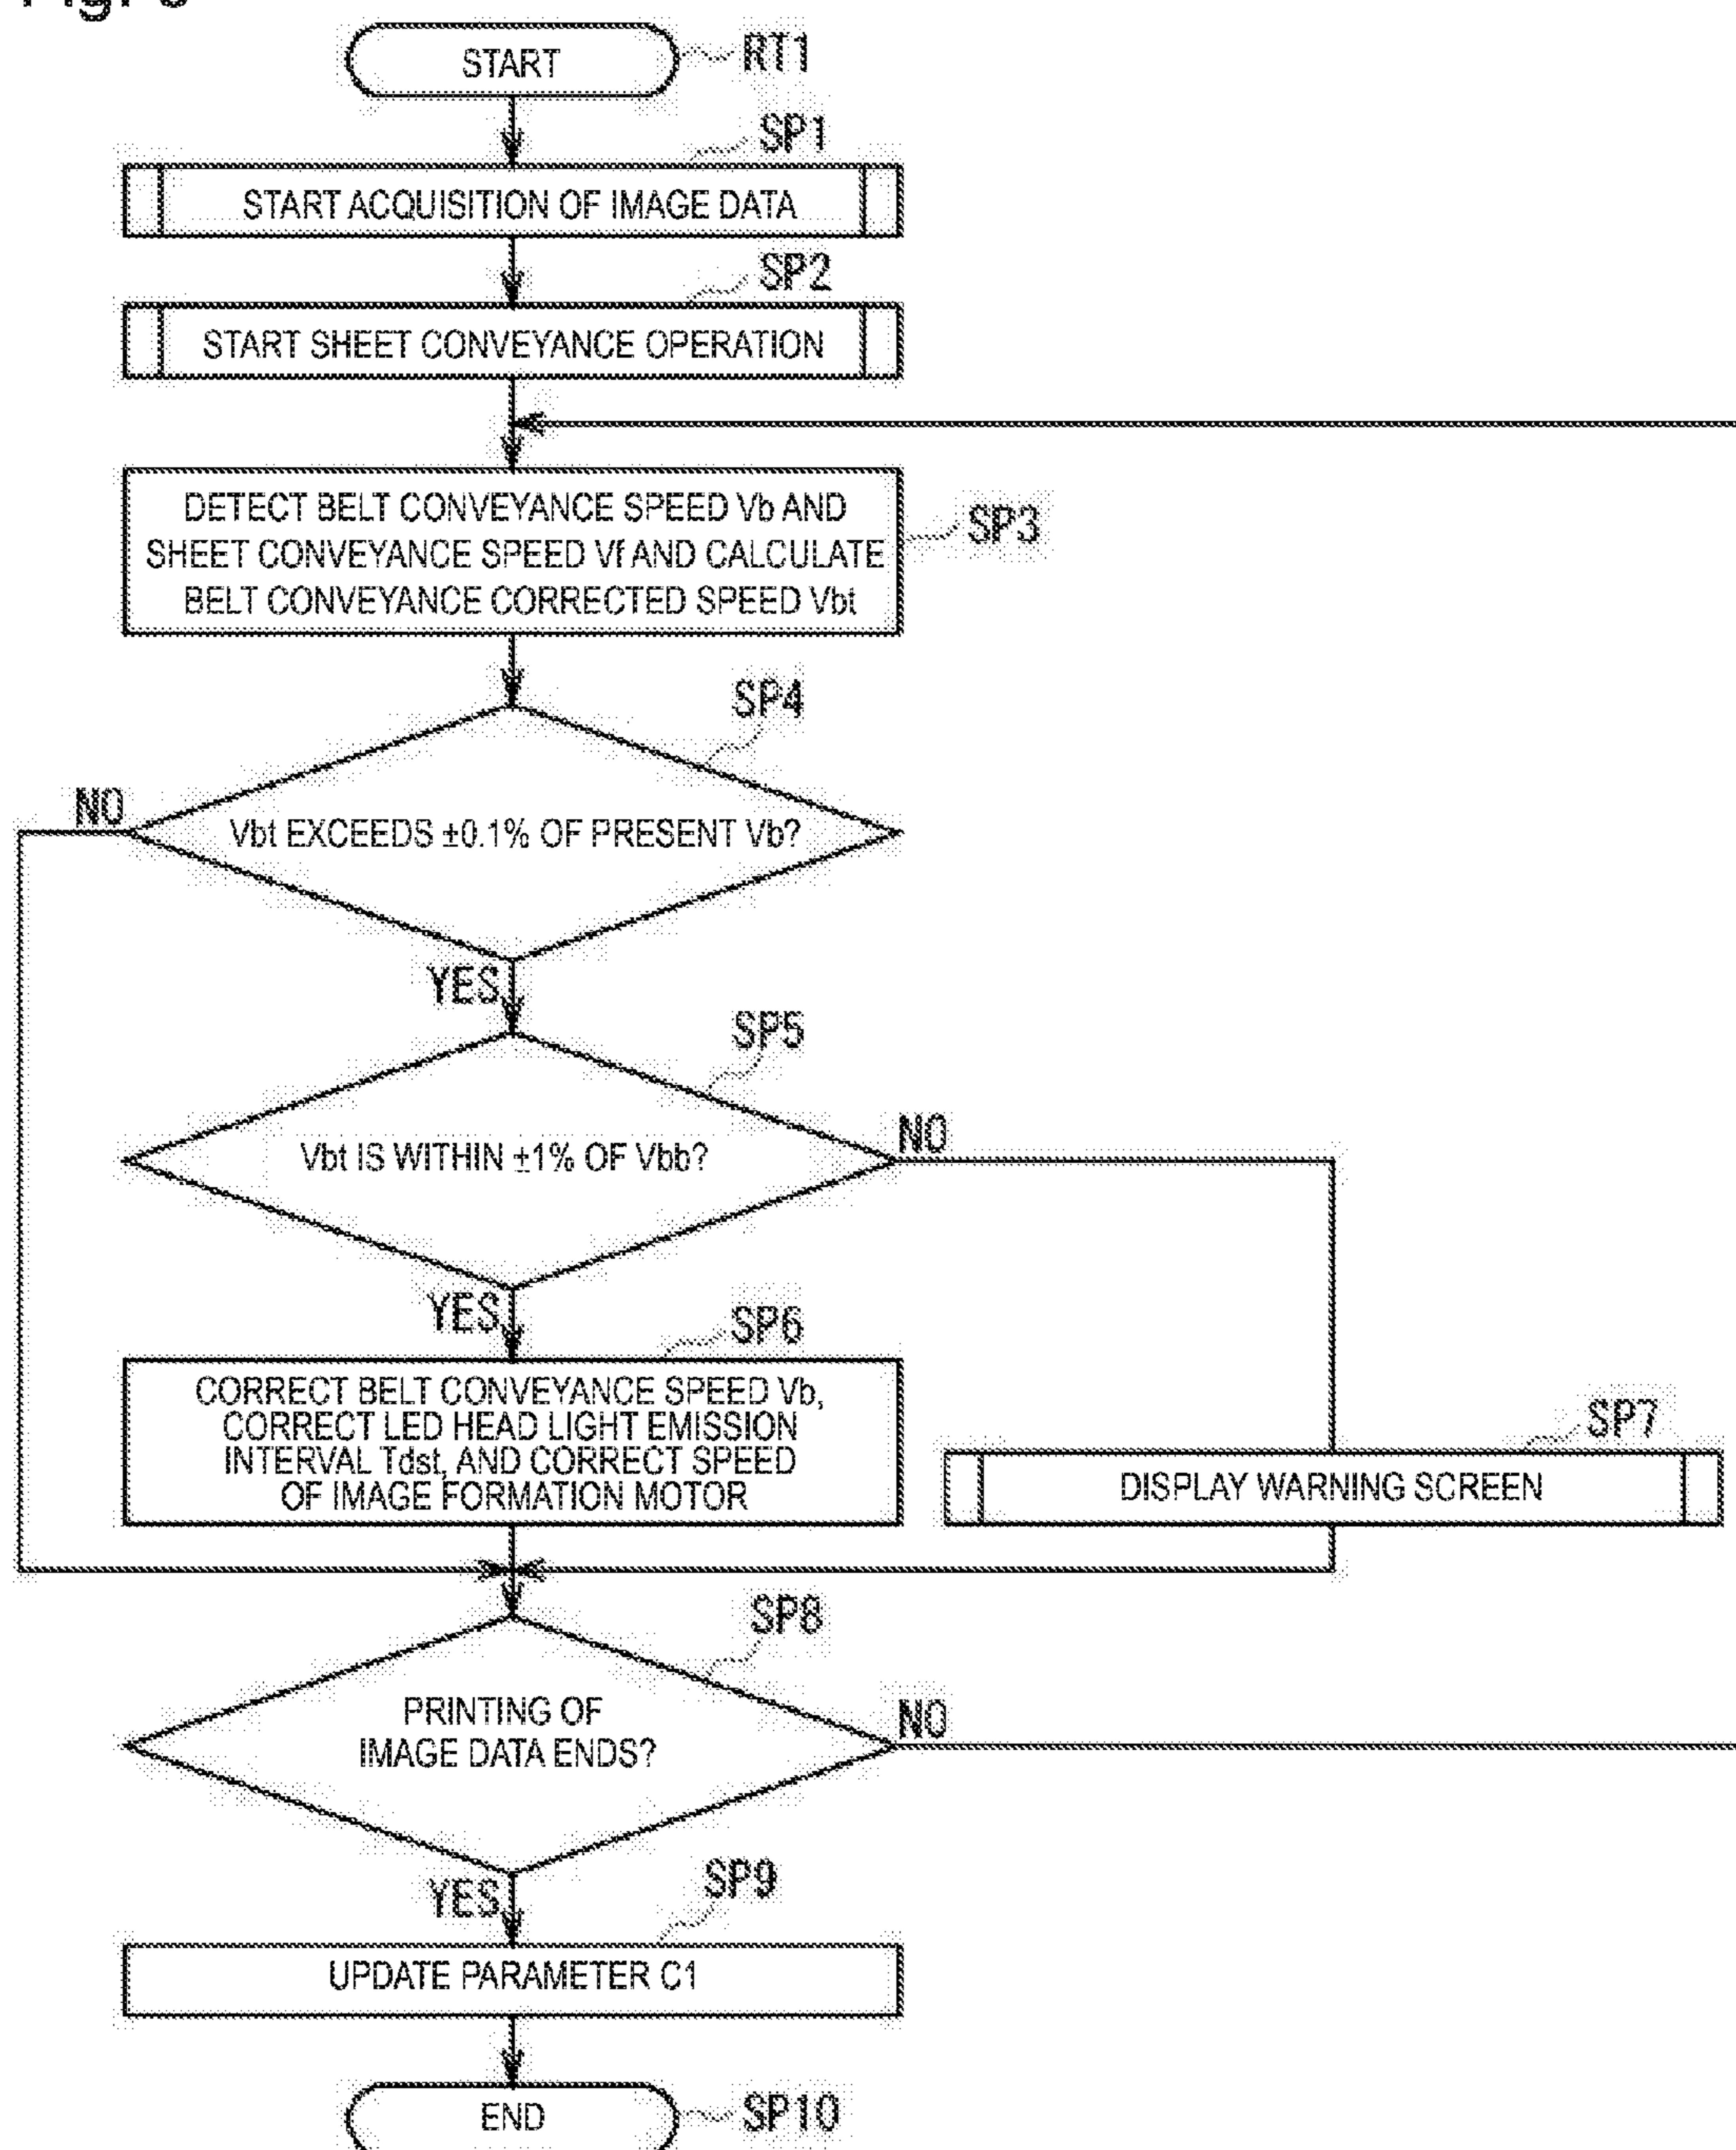 START
RT1
SP1
START ACQUISITION OF IMAGE DATA
SP2
START SHEET CONVEYANCE OPERATION
DETECT BELT CONVEYANCE SPEED Vb AND
SHEET CONVEYANCE SPEED Vf AND CALCULATE
BELT CONVEYANCE CORRECTED SPEED Vbt
SP3
SP4
NO
Vbt EXCEEDS ±0.1% OF PRESENT Vb?
YES
SP5
Vbt IS WITHIN ±1% OF Vbb?
NO
YES
SP6
CORRECT BELT CONVEYANCE SPEED Vb,
CORRECT LED HEAD LIGHT EMISSION
INTERVAL Tdst, AND CORRECT SPEED
OF IMAGE FORMATION MOTOR
SP7
DISPLAY WARNING SCREEN
SP8
PRINTING OF
IMAGE DATA ENDS?
NO
YES
SP9
UPDATE PARAMETER C1
END
SP10